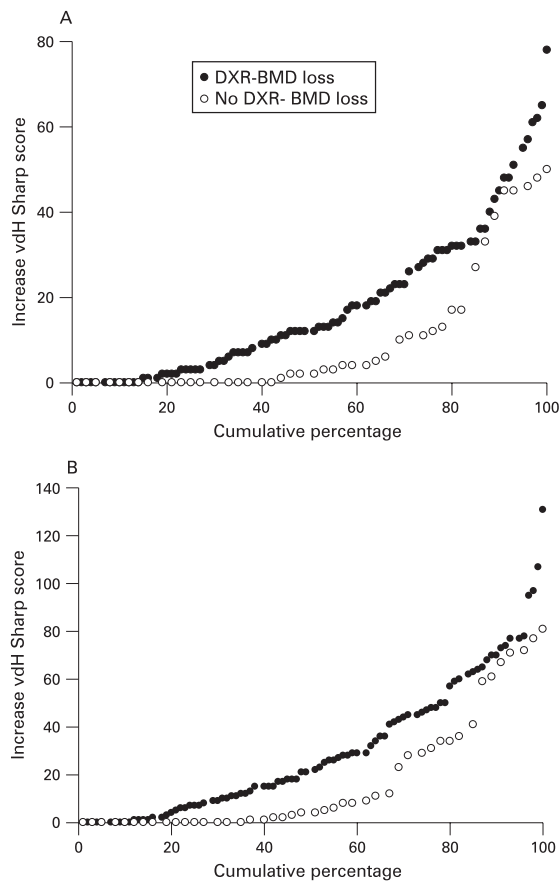 A
80
60
40
20
0
Increase vdH Sharp score
DXR-BMD loss
No DXR- BMD loss
0 20 40 60 80 100
Cumulative percentage
B
140
120
100
80
60
40
20
0
Increase vdH Sharp score
0 20 40 60 80 100
Cumulative percentage